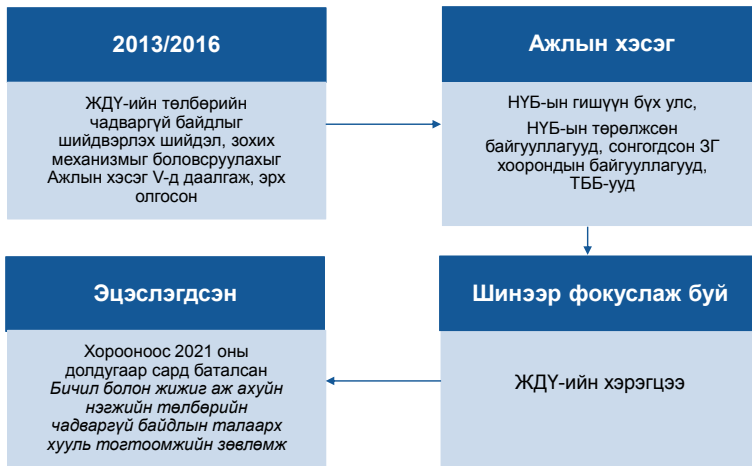 2013/2016
ЖДҮ-ийн төлбөрийн
чадваргүй байдлыг
шийдвэрлэх шийдэл, зохих
механизмыг боловсруулахыг
Ажлын хэсэг V-д даалгаж, эрх
олгосон
Ажлын хэсэг
НҮБ-ын гишүүн бүх улс,
НҮБ-ын төрөлжсөн
байгууллагууд, сонгогдсон ЗГ
хоорондын байгууллагууд,
ТББ-ууд
Шинээр фокуслаж буй
ЖДҮ-ийн хэрэгцээ
Эцэслэгдсэн
Хорооноос 2021 оны
долдугаар сард баталсан
Бичил болон жижиг аж ахуйн
нэгжийн төлбөрийн
чадваргүй байдлын талаарх
хууль тогтоомжийн зөвлөмж